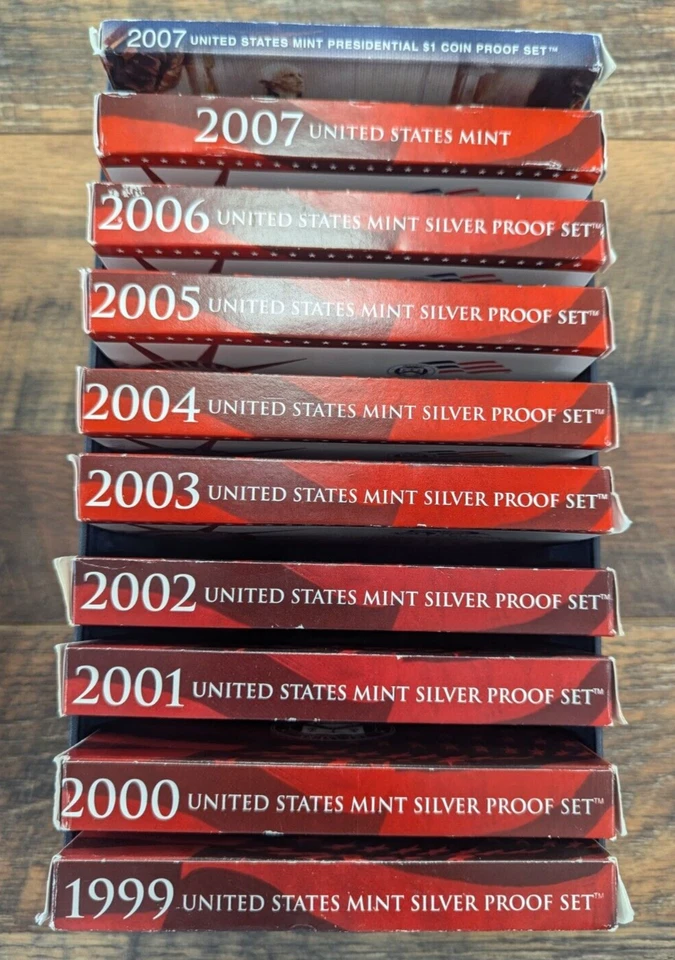 2007 UNITED STATES MINT PRESIDENTIAL $1 COIN PROOF SET™
2007 UNITED STATES MINT
2006 UNITED STATES MINT SILVER PROOF SET™
2005 UNITED STATES MINT SILVER PROOF SET™
2004 UNITED STATES MINT SILVER PROOF SET™
2003 UNITED STATES MINT SILVER PROOF SET™
2002 UNITED STATES MINT SILVER PROOF SET™
2001 UNITED STATES MINT SILVER PROOF SET™
2000 UNITED STATES MINT SILVER PROOF SET™
1999 UNITED STATES MINT SILVER PROOF SET™